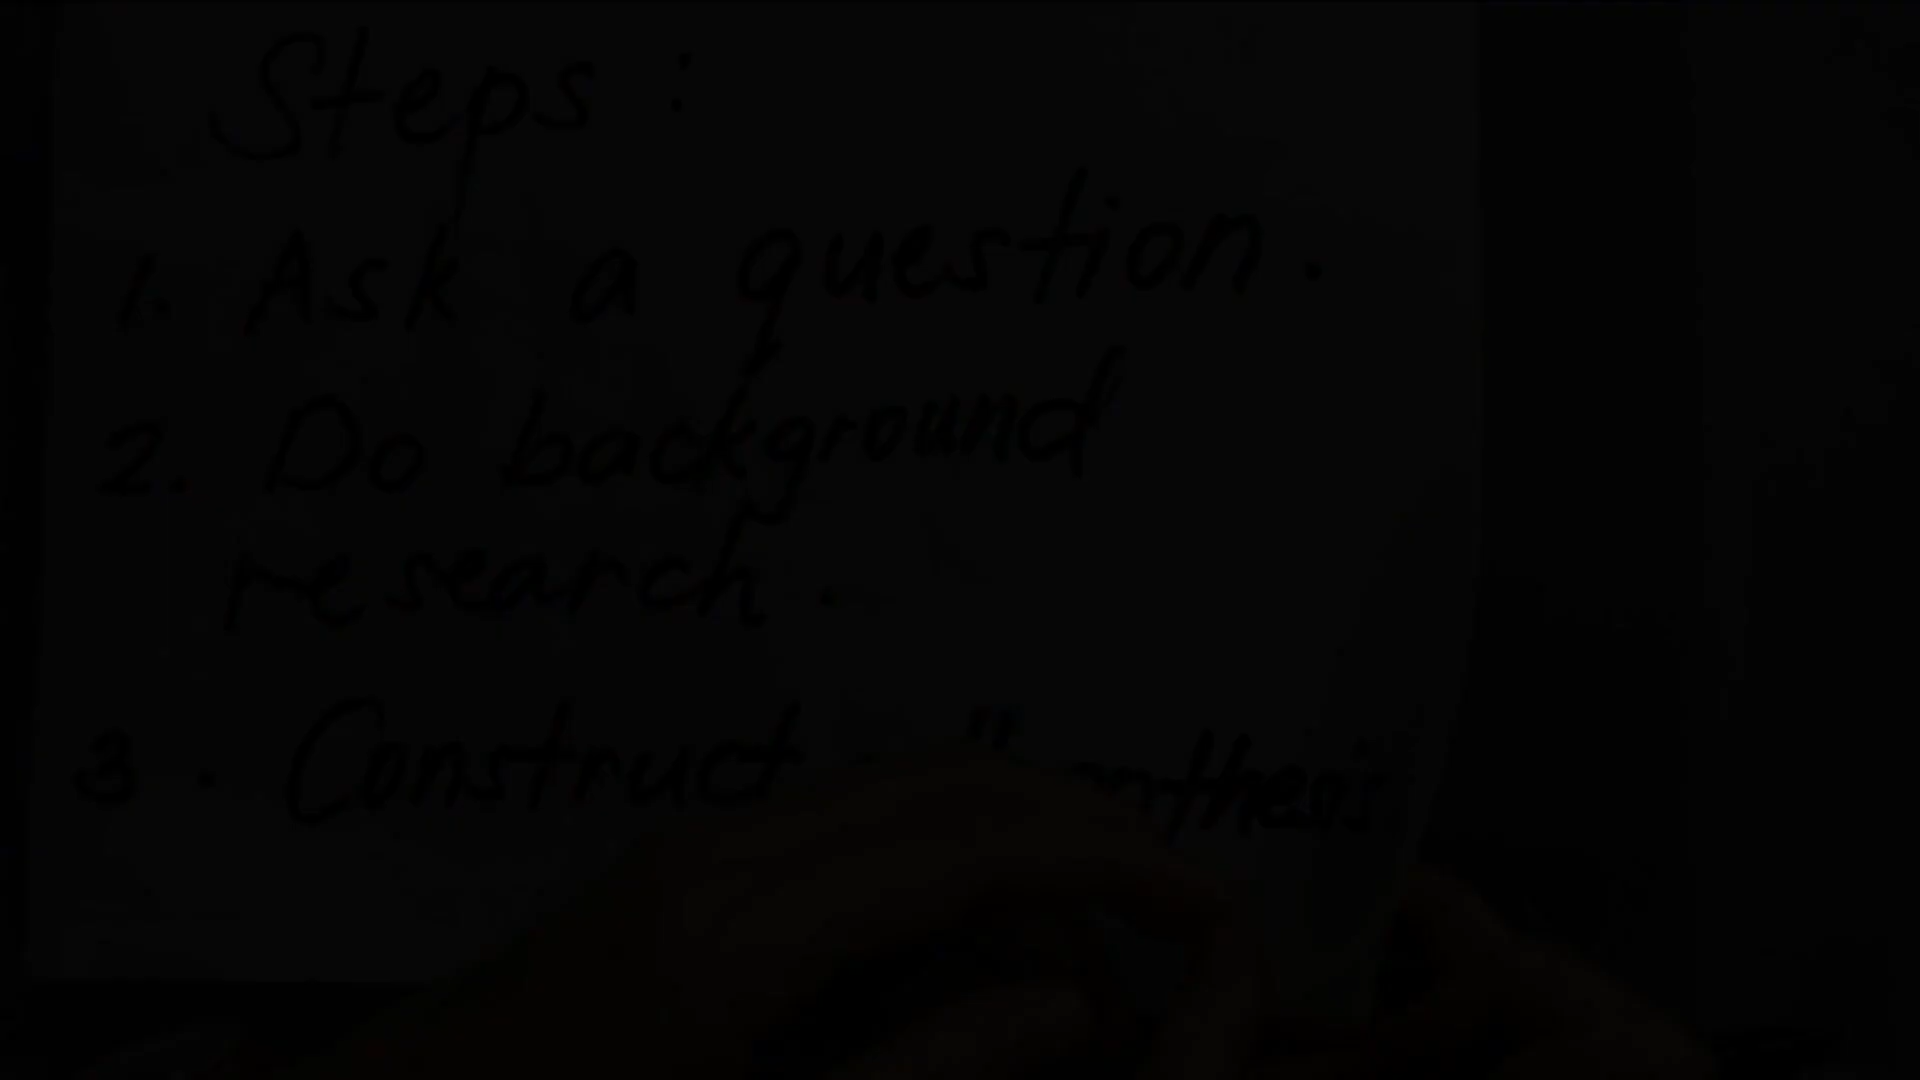 Steps :
1. Ask a question.
2. Do background
research.
3. Construct